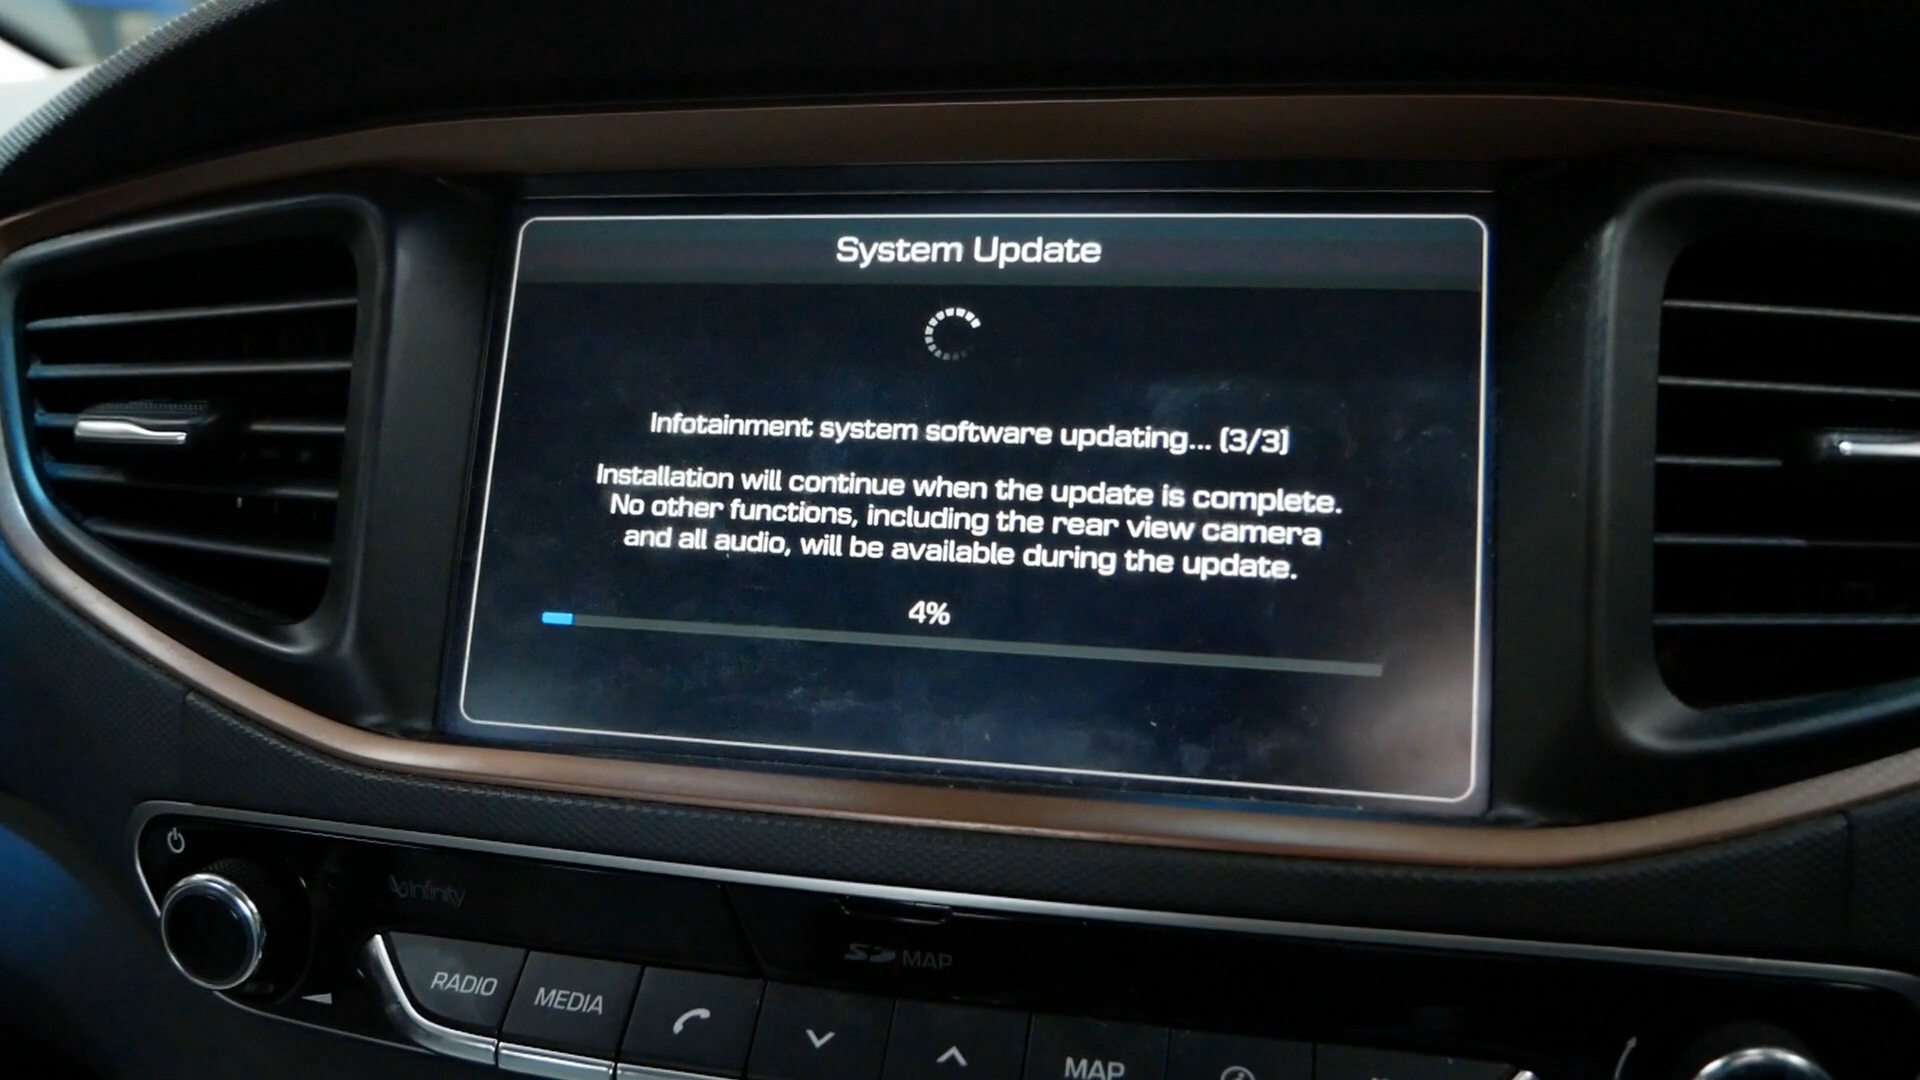 System Update
Infotainment system software updating... (3/3)
Installation will continue when the update is complete.
No other functions, including the rear view camera
and all audio, will be available during the update.
4%
infinity
SD MAP
RADIO
MEDIA
MAP